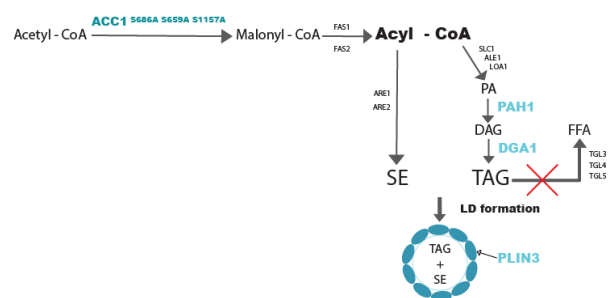 ACC1 S686A S659A S1157A
Acetyl - CoA
Malonyl - CoA
FAS1
FAS2
Acyl - CoA
SLC1
ALE1
LOA1
PA
ARE1
ARE2
PAH1
DAG
DGA1
FFA
TGL3
TGL4
TGL5
SE
TAG
LD formation
TAG
+
SE
PLIN3